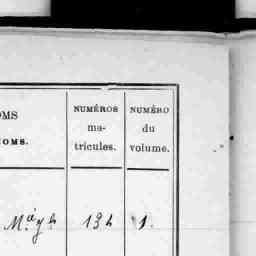 OMS NUMÉROS NUMÉRO
ma- du
OMS. tricules. volume.
134 1.